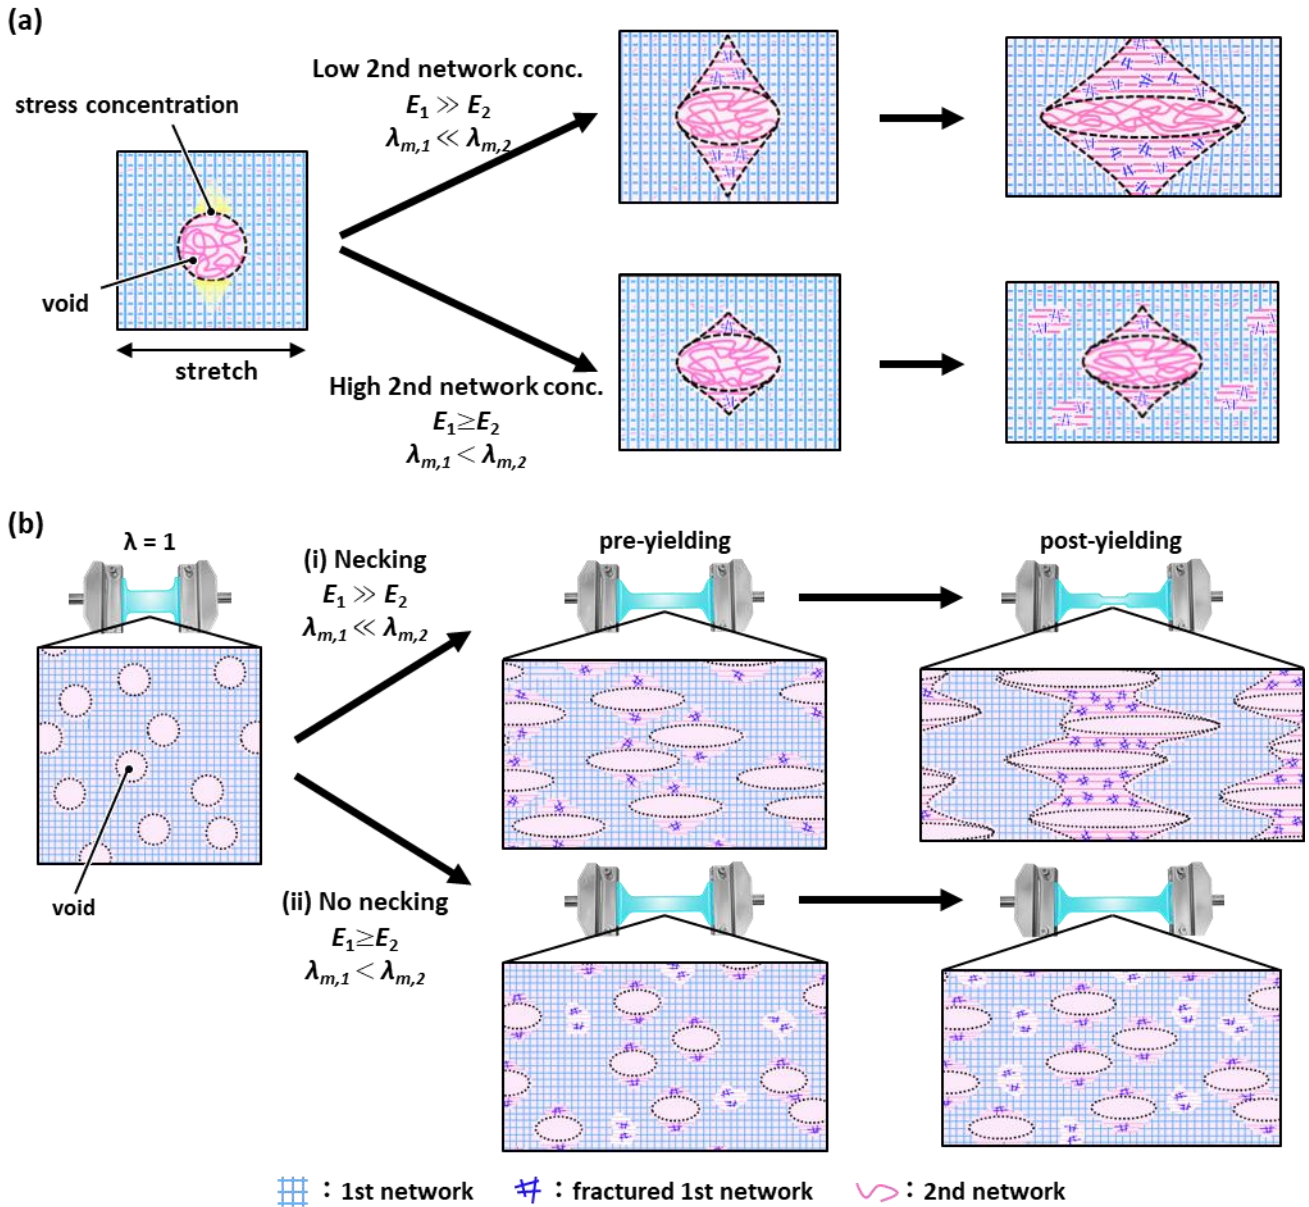 (a)
stress concentration
void
stretch
Low 2nd network conc.
E₁ ≫ E₂
λm,1 ≪ λm,2
High 2nd network conc.
E₁≥E₂
λm,1 < λm,2
(b)
λ = 1
void
(i) Necking
E₁ ≫ E₂
λm,1 ≪ λm,2
pre-yielding
post-yielding
(ii) No necking
E₁≥E₂
λm,1 < λm,2
: 1st network
: fractured 1st network
: 2nd network